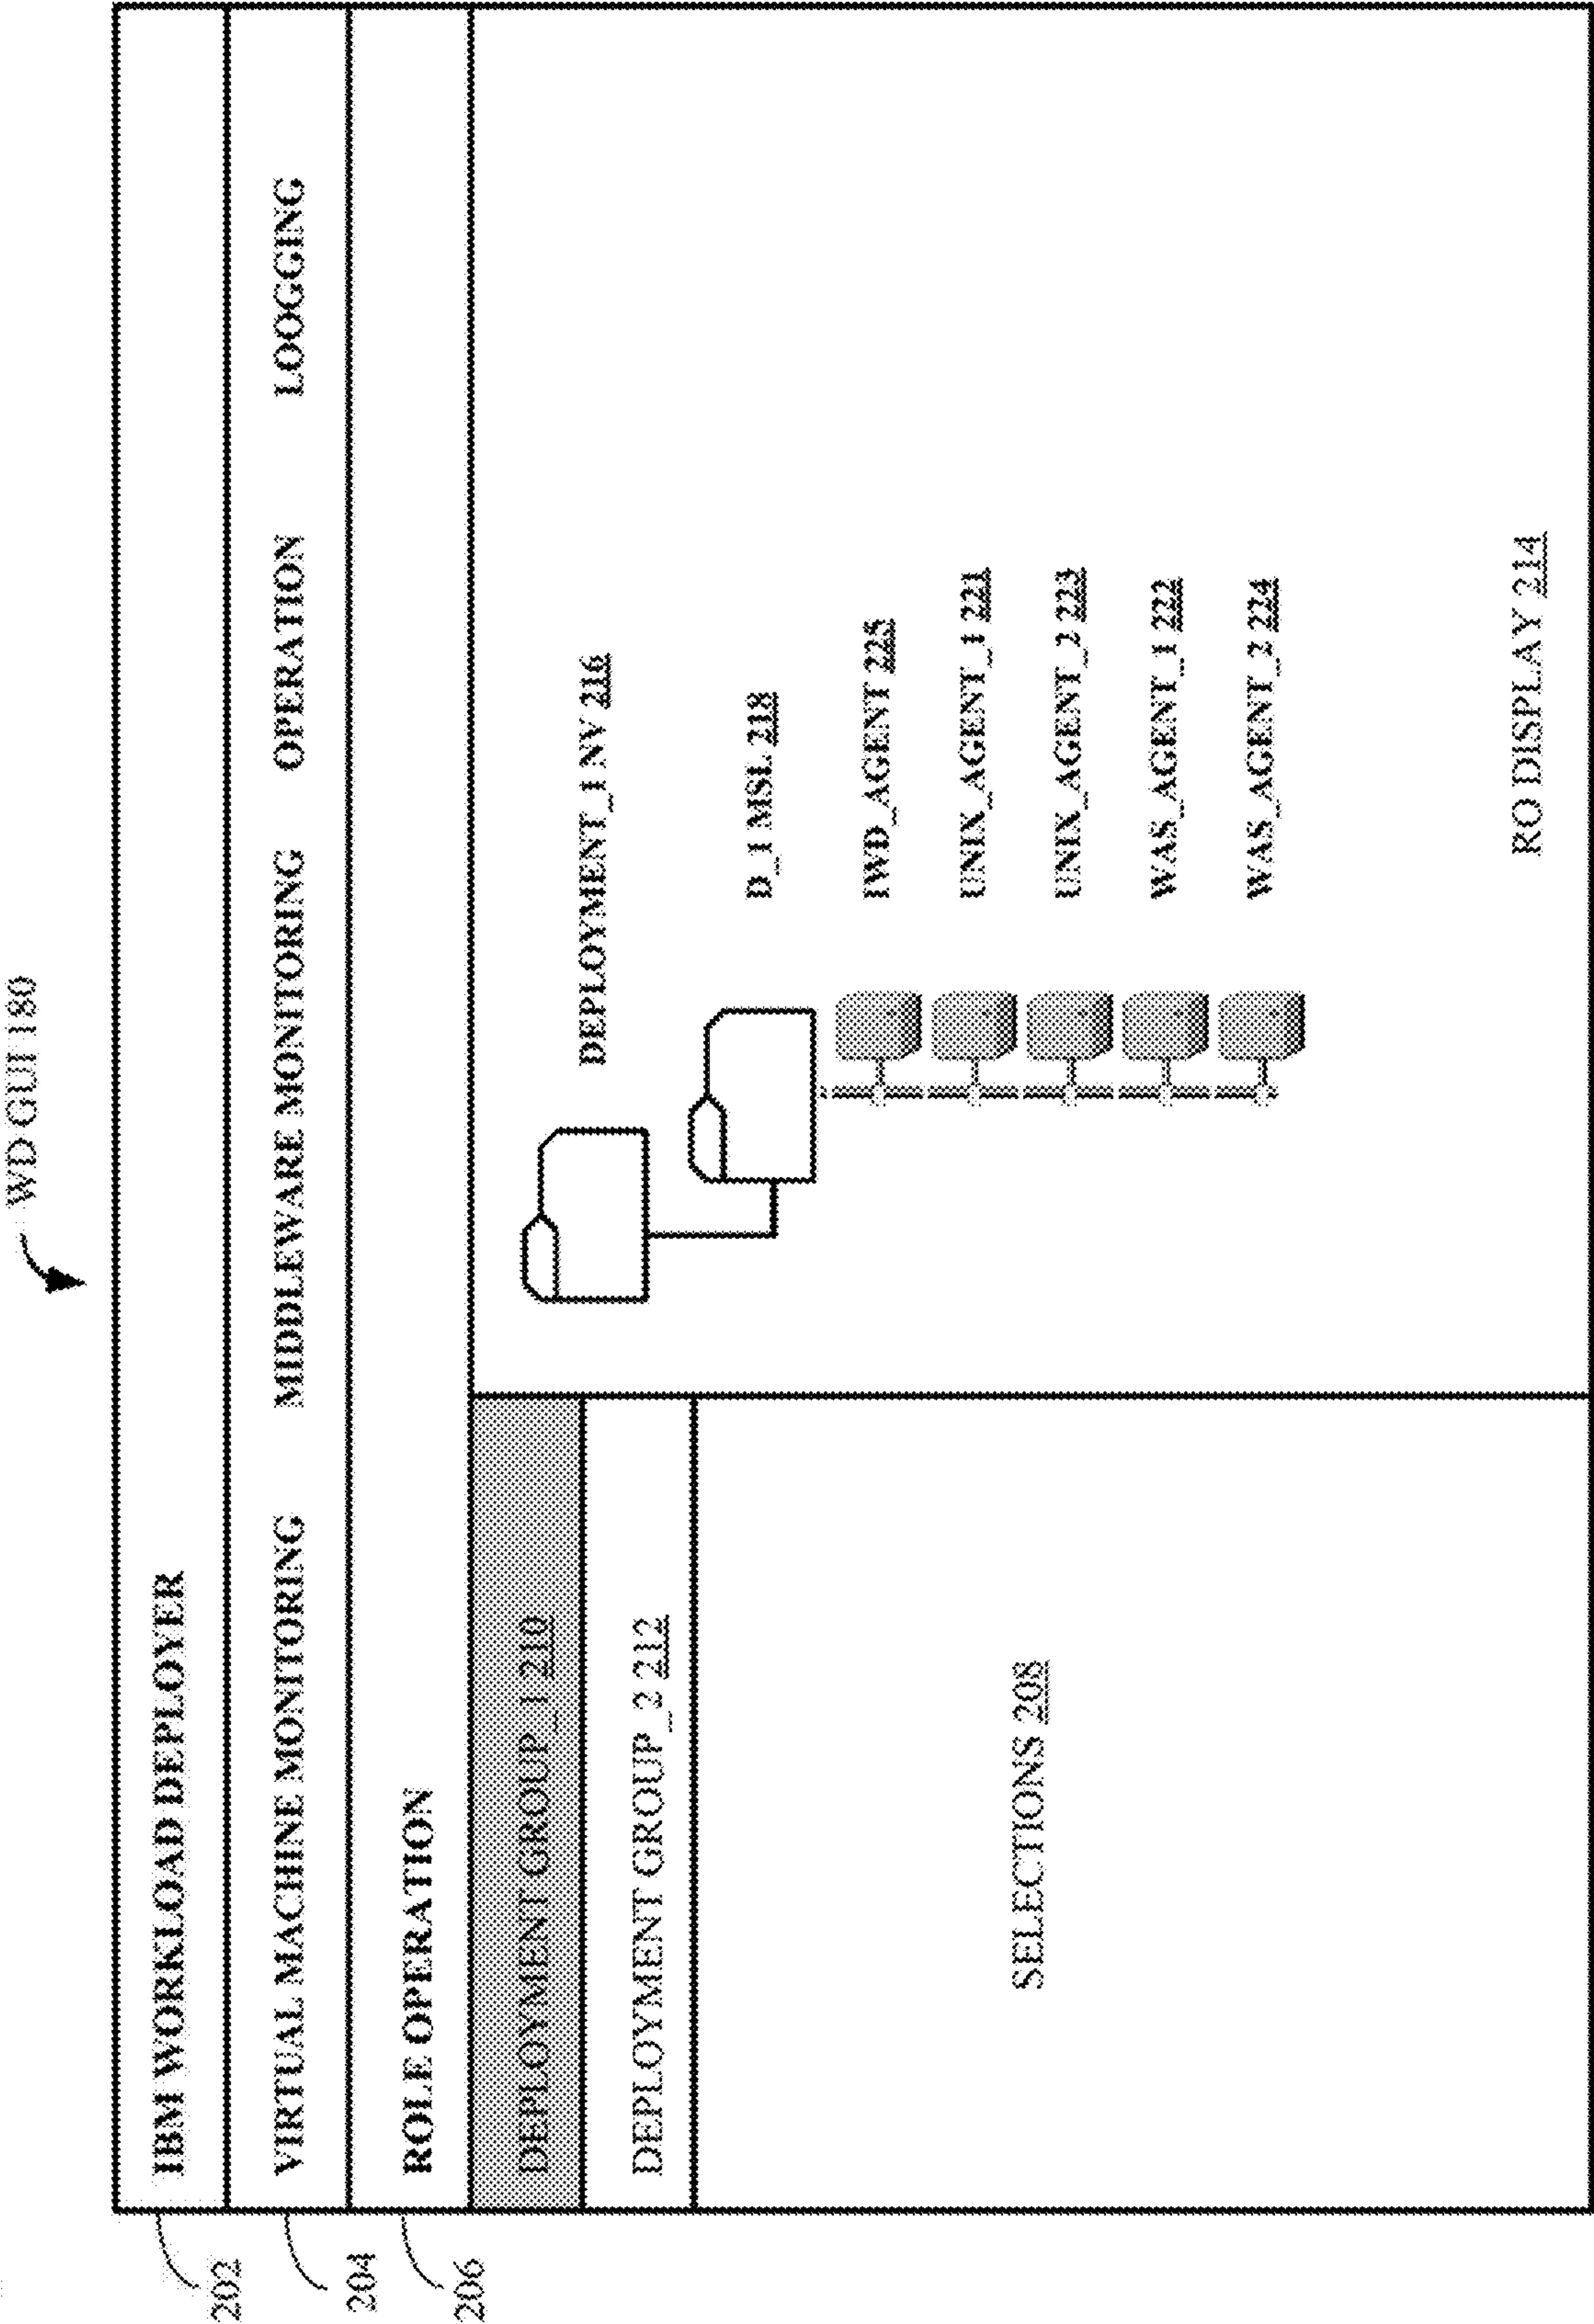 WD GUI 180
202
IBM WORKLOAD DEPLOYER
204
VIRTUAL MACHINE MONITORING MIDDLEWARE MONITORING OPERATION LOGGING
206
ROLE OPERATION
DEPLOYMENT GROUP_1 210
DEPLOYMENT GROUP_2 212
SELECTIONS 208
DEPLOYMENT_1 NV 216
D_1 MSL 218
IWD_AGENT 225
UNIX_AGENT_1 221
UNIX_AGENT_2 223
WAS_AGENT_1 222
WAS_AGENT_2 224
RO DISPLAY 214